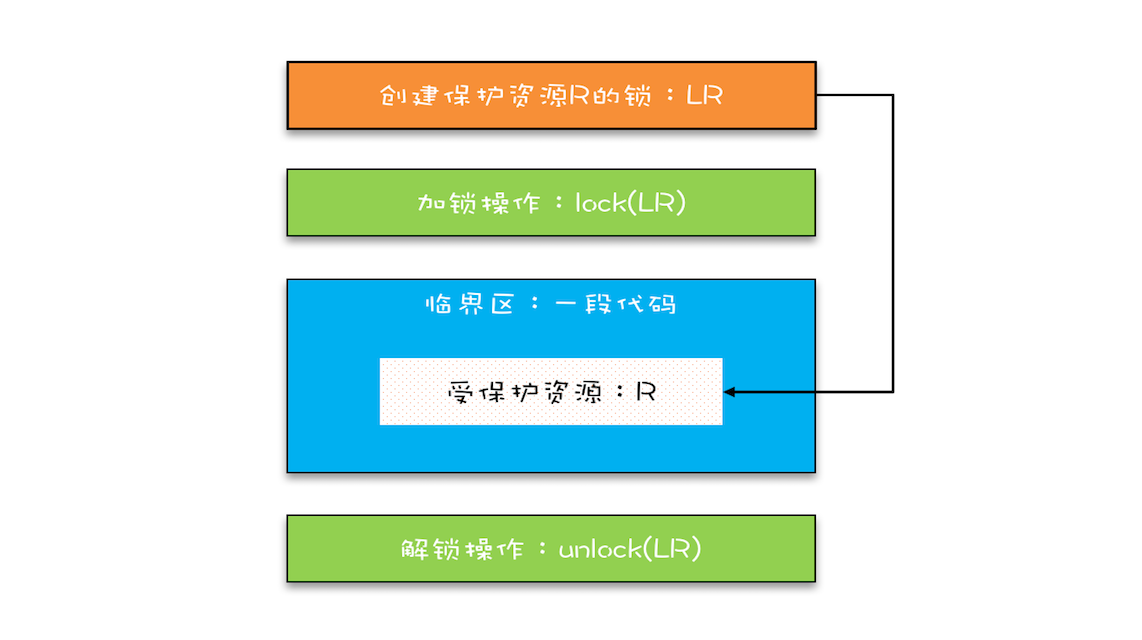 创建保护资源R的锁：LR
加锁操作：lock(LR)
临界区：一段代码
受保护资源：R
解锁操作：unlock(LR)